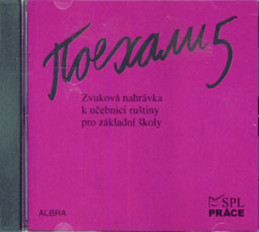 Поехали 5
Zvuková nahrávka
k učebnici ruštiny
pro základní školy
ALBRA
SPL
PRÁCE